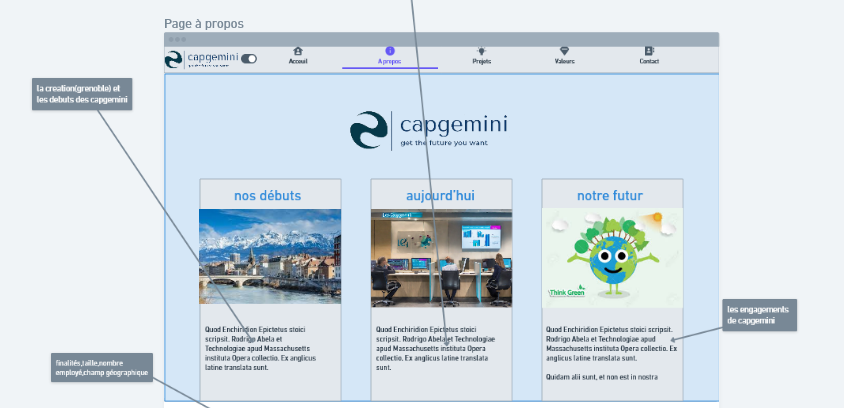 Page à propos
capgemini
Acceuil
A propos
Projets
Valeurs
Contact
la creation(grenoble) et
les debuts des capgemini
capgemini
get the future you want
nos débuts
aujourd'hui
notre futur
Think Green
Quod Enchiridion Epictetus stoici
scripsit. Rodrigo Abela et
Technologiae apud Massachusetts
instituta Opera collectio. Ex anglicus
latine translata sunt.
Quod Enchiridion Epictetus stoici
scripsit. Rodrigo Abela et Technologiae
apud Massachusetts instituta Opera
collectio. Ex anglicus latine translata
sunt.
Quod Enchiridion Epictetus stoici scripsit.
Rodrigo Abela et Technologiae apud
Massachusetts instituta Opera collectio. Ex
anglicus latine translata sunt.
Quidam alii sunt, et non est in nostra
les engagements
de capgemini
finalités,taille,nombre
employé,champ géographique